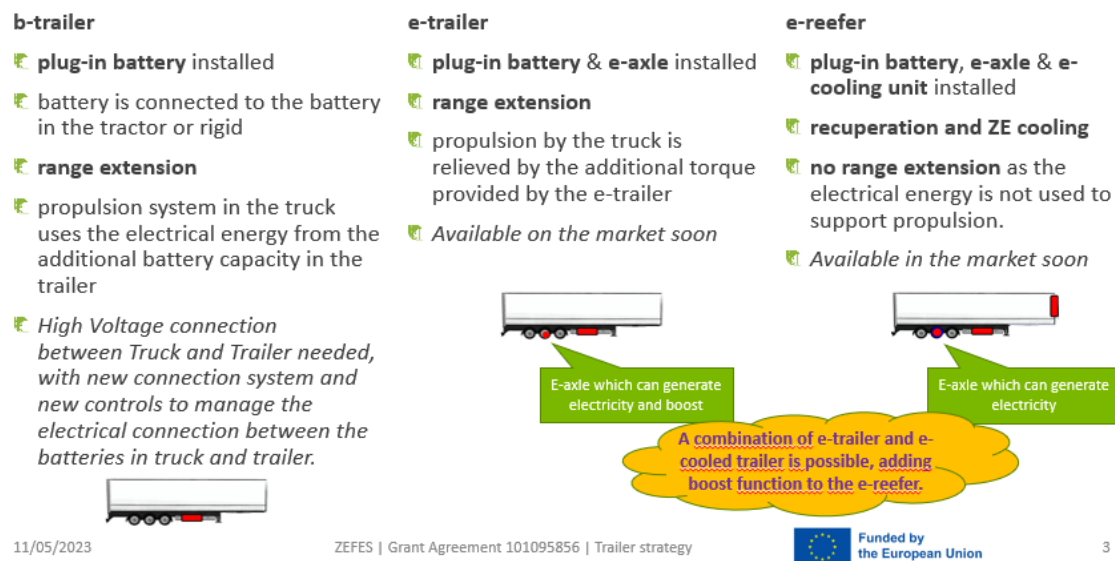 b-trailer
plug-in battery installed
battery is connected to the battery
in the tractor or rigid
range extension
propulsion system in the truck
uses the electrical energy from the
additional battery capacity in the
trailer
High Voltage connection
between Truck and Trailer needed,
with new connection system and
new controls to manage the
electrical connection between the
batteries in truck and trailer.
e-trailer
plug-in battery & e-axle installed
range extension
propulsion by the truck is
relieved by the additional torque
provided by the e-trailer
Available on the market soon
E-axle which can generate
electricity and boost
e-reefer
plug-in battery, e-axle & e-
cooling unit installed
recuperation and ZE cooling
no range extension as the
electrical energy is not used to
support propulsion.
Available in the market soon
E-axle which can generate
electricity
A combination of e-trailer and e-
cooled trailer is possible, adding
boost function to the e-reefer.
11/05/2023
ZEFES | Grant Agreement 101095856 | Trailer strategy
Funded by
the European Union
3